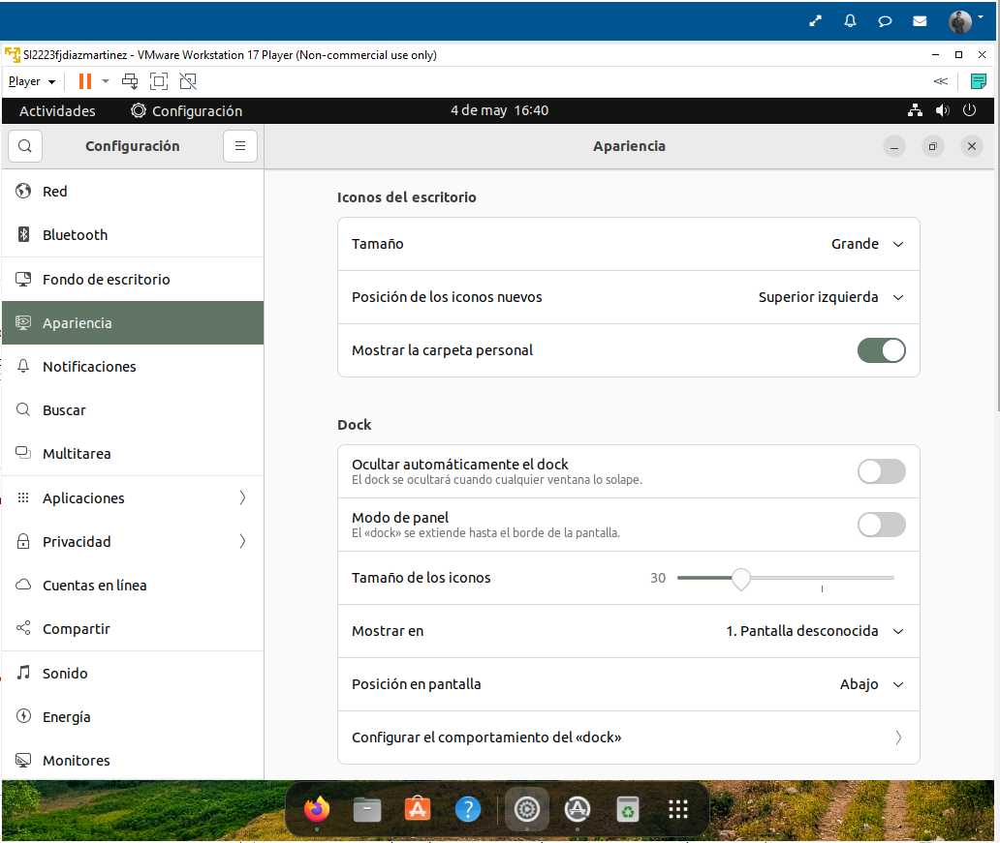 SI2223fjdiazmartinez - VMware Workstation 17 Player (Non-commercial use only)
Player
Actividades
Configuración
4 de may 16:40
Configuración
Apariencia
Red
Bluetooth
Fondo de escritorio
Apariencia
Notificaciones
Buscar
Multitarea
Aplicaciones
Privacidad
Cuentas en línea
Compartir
Sonido
Energía
Monitores
Iconos del escritorio
Tamaño Grande
Posición de los iconos nuevos Superior izquierda
Mostrar la carpeta personal
Dock
Ocultar automáticamente el dock
El dock se ocultará cuando cualquier ventana lo solape.
Modo de panel
El «dock» se extiende hasta el borde de la pantalla.
Tamaño de los iconos 30
Mostrar en 1. Pantalla desconocida
Posición en pantalla Abajo
Configurar el comportamiento del «dock»